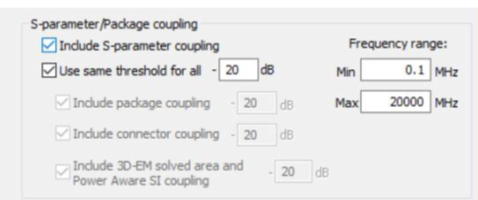 S-parameter/Package coupling
Include S-parameter coupling
Frequency range:
Use same threshold for all - 20 dB
Min 0.1 MHz
Include package coupling - 20 dB
Max 20000 MHz
Include connector coupling - 20 dB
Include 3D-EM solved area and
Power Aware SI coupling - 20 dB